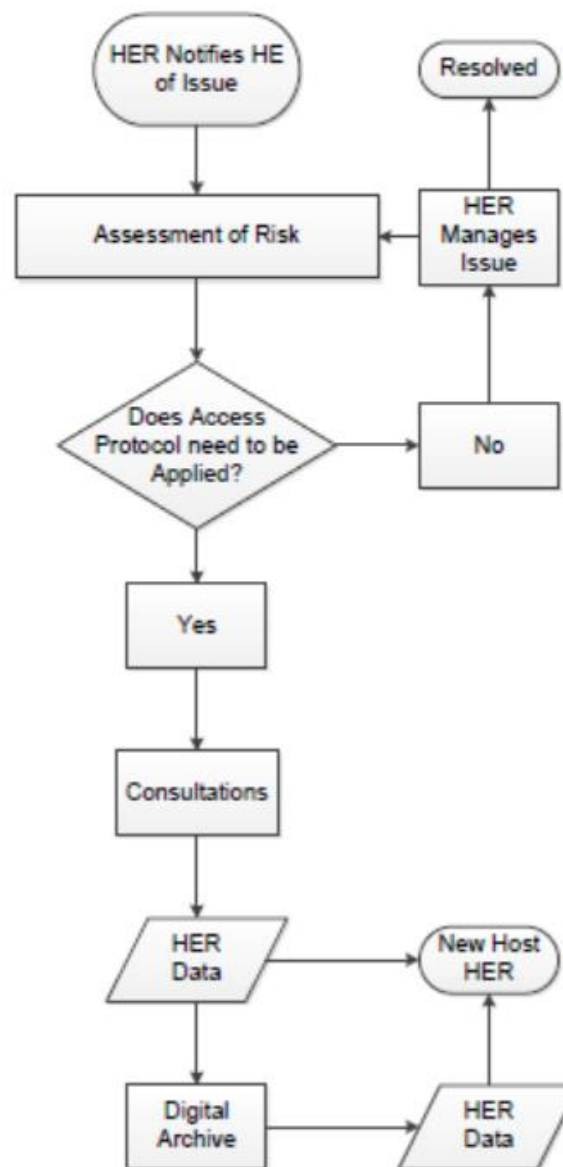 HER Notifies HE
of Issue
Resolved
Assessment of Risk
HER
Manages
Issue
Does Access
Protocol need to be
Applied?
No
Yes
Consultations
HER
Data
New Host
HER
Digital
Archive
HER
Data